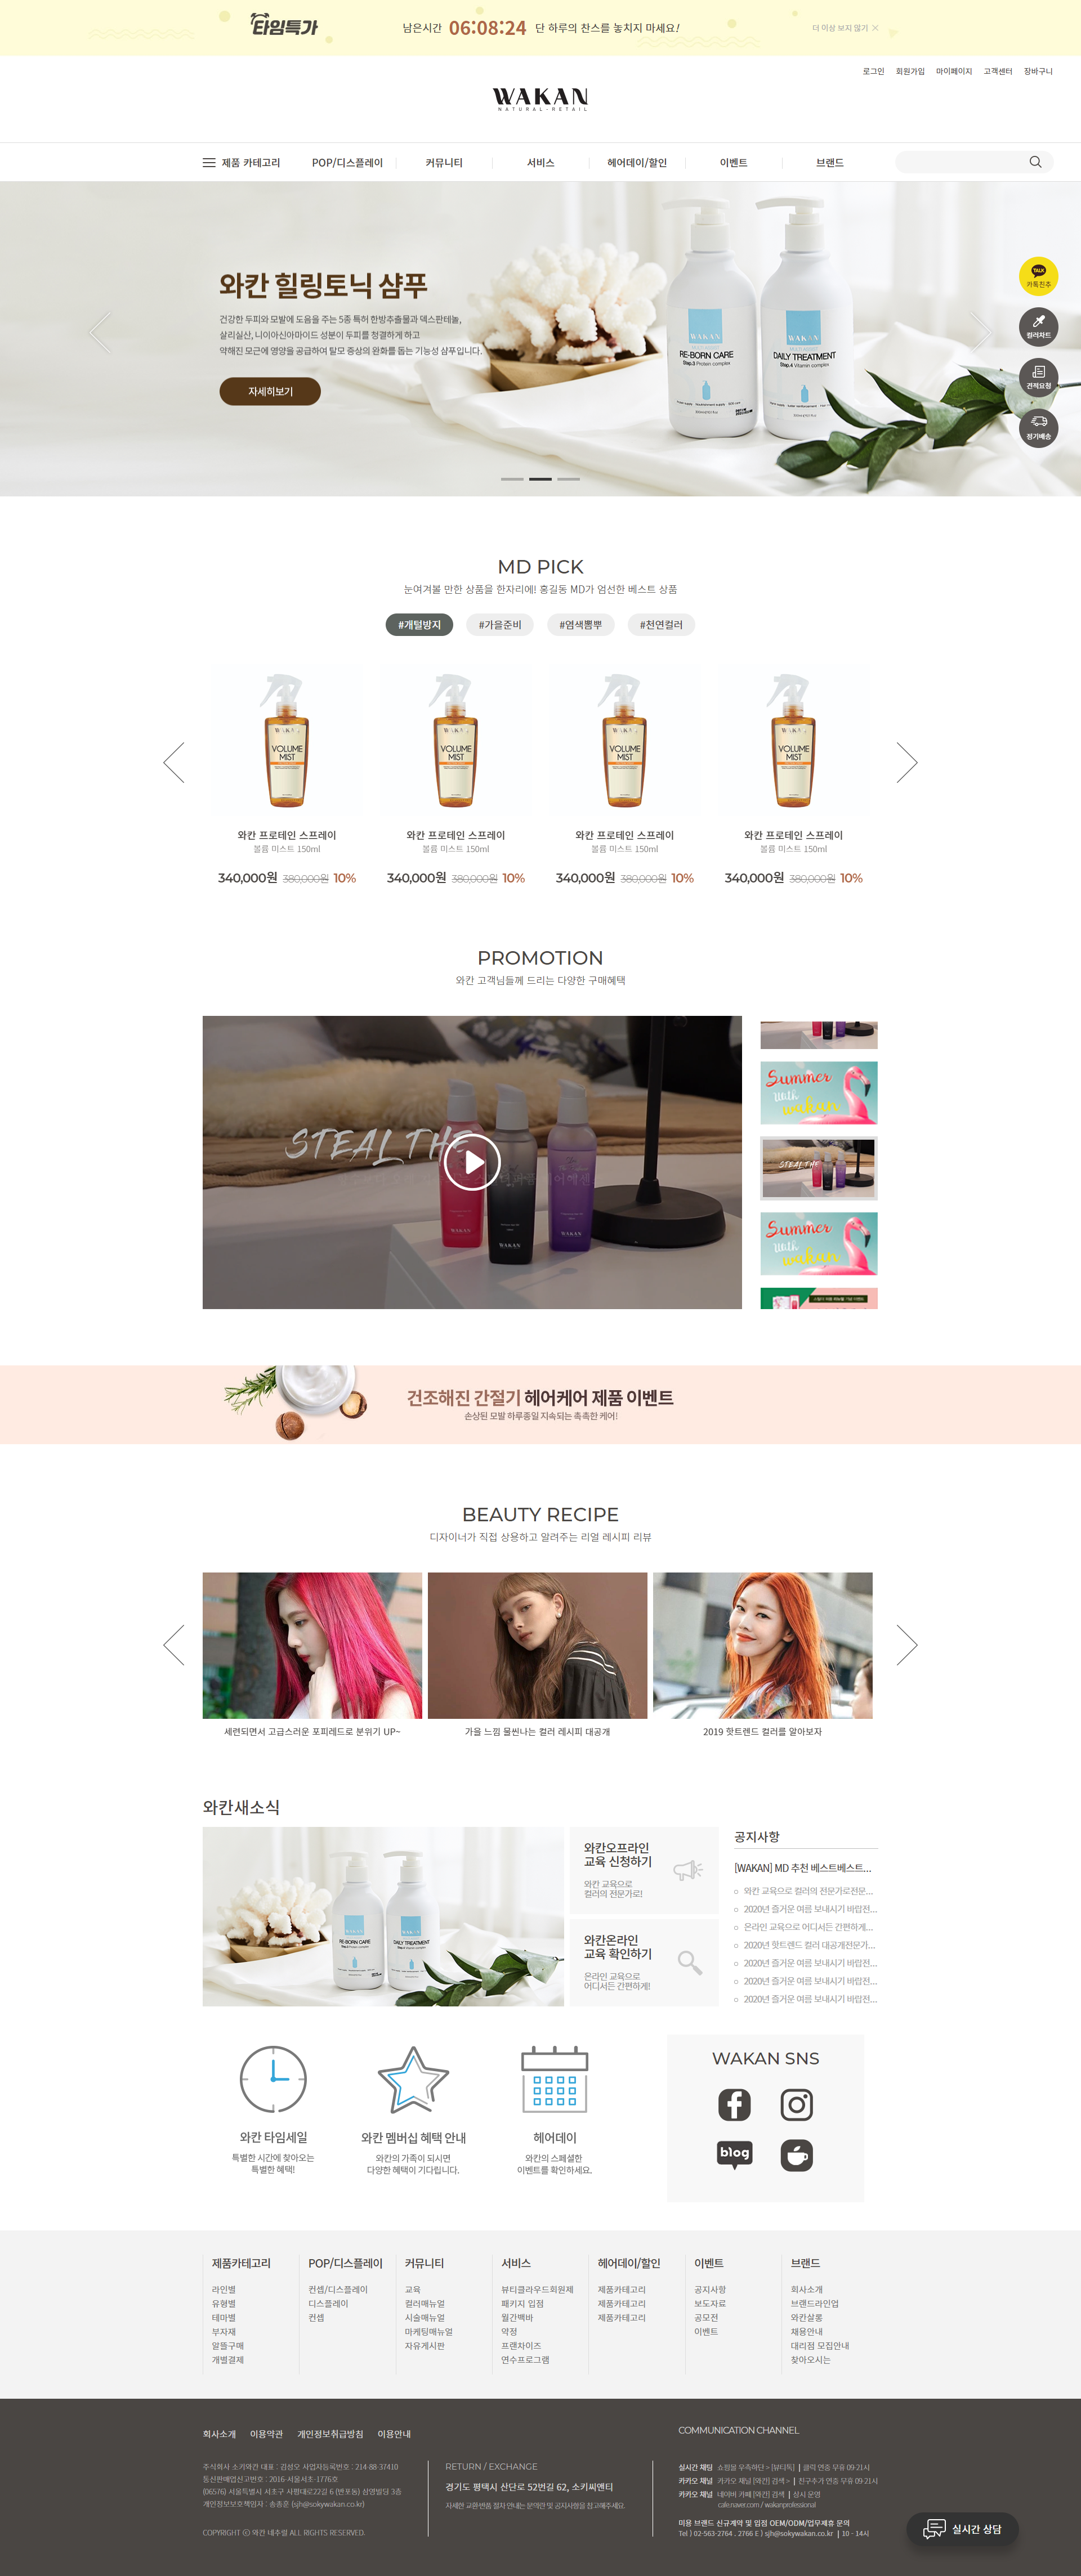 타임특가
남은시간 06:08:24 단 하루의 찬스를 놓치지 마세요!
더 이상 보지 않기
로그인 회원가입 마이페이지 고객센터 장바구니
WAKAN
NATURAL-RETAIL
제품 카테고리 POP/디스플레이 커뮤니티 서비스 헤어데이/할인 이벤트 브랜드
와칸 힐링토닉 샴푸
건강한 두피와 모발에 도움을 주는 5종 특허 한방추출물과 덱스판테놀,
살리실산, 니이아신아마이드 성분이 두피를 청결하게 하고
약해진 모근에 영양을 공급하여 탈모 증상의 완화를 돕는 기능성 샴푸입니다.
자세히보기
WAKAN
RE-BORN CARE
Step.3 Protein complex
WAKAN
DAILY TREATMENT
Step.4 Vitamin complex
TALK
카톡친추
컬러차트
견적요청
정기배송
MD PICK
눈여겨볼 만한 상품을 한자리에! 홍길동 MD가 엄선한 베스트 상품
#개털방지 #가을준비 #염색뽐뿌 #천연컬러
WAKAN VOLUME MIST
WAKAN VOLUME MIST
WAKAN VOLUME MIST
WAKAN VOLUME MIST
와칸 프로테인 스프레이 와칸 프로테인 스프레이 와칸 프로테인 스프레이 와칸 프로테인 스프레이
볼륨 미스트 150ml 볼륨 미스트 150ml 볼륨 미스트 150ml 볼륨 미스트 150ml
340,000원 380,000원 10% 340,000원 380,000원 10% 340,000원 380,000원 10% 340,000원 380,000원 10%
PROMOTION
와칸 고객님들께 드리는 다양한 구매혜택
STEAL THE
WAKAN WAKAN WAKAN
Summer
with
wakan
STEAL THE
Summer
with
wakan
건조해진 간절기 헤어케어 제품 이벤트
손상된 모발 하루종일 지속되는 촉촉한 케어!
BEAUTY RECIPE
디자이너가 직접 상용하고 알려주는 리얼 레시피 리뷰
세련되면서 고급스러운 포피레드로 분위기 UP~
가을 느낌 물씬나는 컬러 레시피 대공개
2019 핫트렌드 컬러를 알아보자
와칸새소식
WAKAN
RE-BORN CARE
WAKAN
DAILY TREATMENT
와칸오프라인
교육 신청하기
와칸 교육으로
컬러의 전문가로!
와칸온라인
교육 확인하기
온라인 교육으로
어디서든 간편하게!
공지사항
[WAKAN] MD 추천 베스트베스트...
와칸 교육으로 컬러의 전문가로전문...
2020년 즐거운 여름 보내시기 바랍전...
온라인 교육으로 어디서든 간편하게...
2020년 핫트렌드 컬러 대공개전문가...
2020년 즐거운 여름 보내시기 바랍전...
2020년 즐거운 여름 보내시기 바랍전...
2020년 즐거운 여름 보내시기 바랍전...
와칸 타임세일
특별한 시간에 찾아오는
특별한 혜택!
와칸 멤버십 혜택 안내
와칸의 가족이 되시면
다양한 혜택이 기다립니다.
헤어데이
와칸의 스페셜한
이벤트를 확인하세요.
WAKAN SNS
blog
제품카테고리
라인별
유형별
테마별
부자재
알뜰구매
개별결제
POP/디스플레이
컨셉/디스플레이
디스플레이
컨셉
커뮤니티
교육
컬러매뉴얼
시술매뉴얼
마케팅매뉴얼
자유게시판
서비스
뷰티클라우드회원제
패키지 입점
월간빽바
약정
프랜차이즈
연수프로그램
헤어데이/할인
제품카테고리
제품카테고리
제품카테고리
이벤트
공지사항
보도자료
공모전
이벤트
브랜드
회사소개
브랜드라인업
와칸살롱
채용안내
대리점 모집안내
찾아오시는
회사소개 이용약관 개인정보취급방침 이용안내
주식회사 소키와칸 대표 : 김성오 사업자등록번호 : 214-88-37410
통신판매업신고번호 : 2016-서울서초-1776호
(06576) 서울특별시 서초구 사평대로22길 6 (반포동) 삼영빌딩 3층
개인정보보호책임자 : 송종훈 (sjh@sokywakan.co.kr)
COPYRIGHT ⓒ 와칸 내추럴 ALL RIGHTS RESERVED.
RETURN / EXCHANGE
경기도 평택시 산단로 52번길 62, 소키씨앤티
자세한 교환·반품 절차 안내는 문의란 및 공지사항을 참고해주세요.
COMMUNICATION CHANNEL
실시간 채팅 쇼핑몰 우측하단 > [뷰티톡] | 클릭 연중 무휴 09-21시
카카오 채널 카카오 채널 [약칸] 검색 > | 친구추가 연중 무휴 09-21시
카카오 채널 네이버 카페 [약칸] 검색 | 상시 운영
cafe.naver.com / wakanprofessional
미용 브랜드 신규계약 및 입점 OEM/ODM/업무제휴 문의
Tel ) 02-563-2764 . 2766 E ) sjh@sokywakan.co.kr | 10 - 14시
실시간 상담